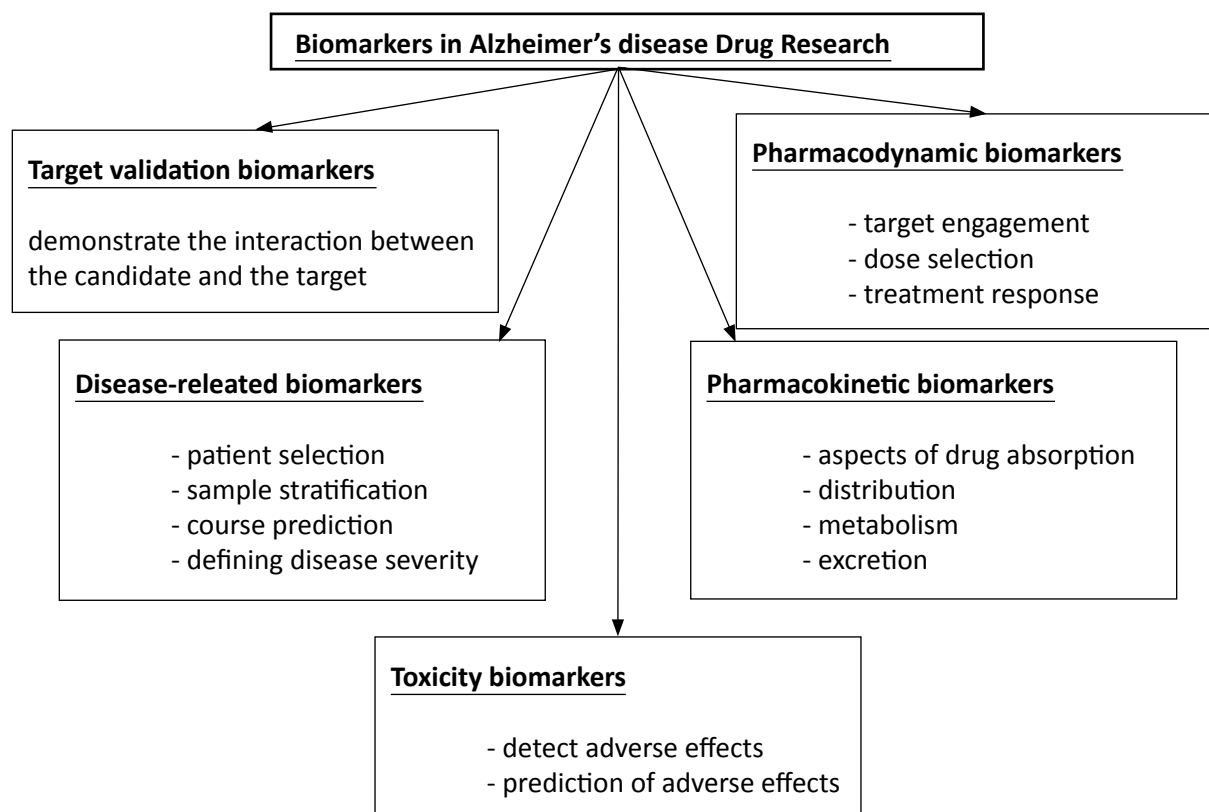 Biomarkers in Alzheimer’s disease Drug Research
Target validation biomarkers
demonstrate the interaction between
the candidate and the target
Pharmacodynamic biomarkers
- target engagement
- dose selection
- treatment response
Disease-releated biomarkers
- patient selection
- sample stratification
- course prediction
- defining disease severity
Pharmacokinetic biomarkers
- aspects of drug absorption
- distribution
- metabolism
- excretion
Toxicity biomarkers
- detect adverse effects
- prediction of adverse effects